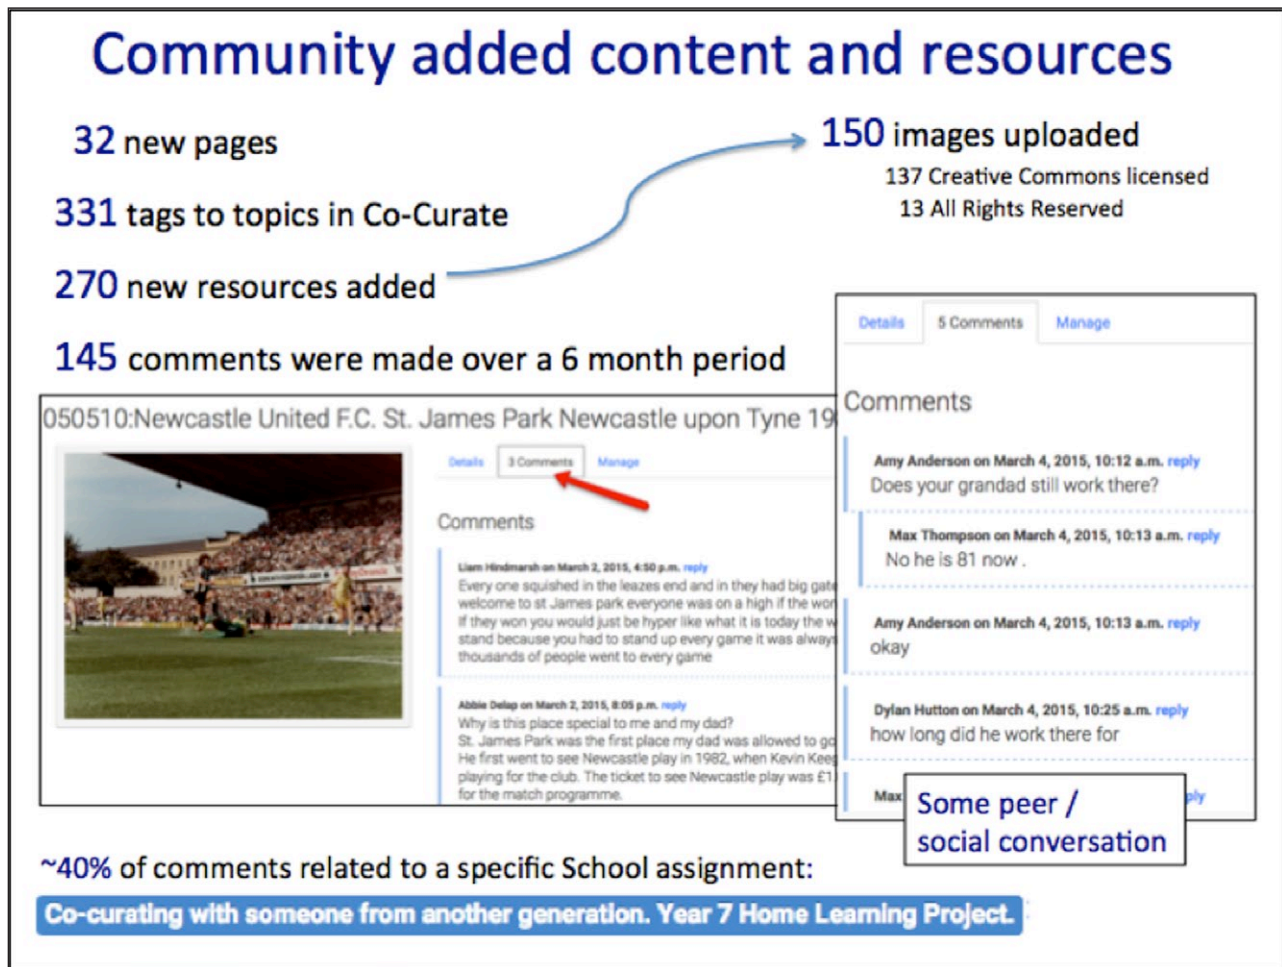 Community added content and resources
32 new pages
331 tags to topics in Co-Curate
270 new resources added
145 comments were made over a 6 month period
150 images uploaded
137 Creative Commons licensed
13 All Rights Reserved
050510:Newcastle United F.C. St. James Park Newcastle upon Tyne 19
Details 3 Comments Manage
Comments
Liam Hindmarsh on March 2, 2015, 4:50 p.m. reply
Every one squished in the leazes end and in they had big gate
welcome to st James park everyone was on a high if the won
If they won you would just be hyper like what it is today the w
stand because you had to stand up every game it was always
thousands of people went to every game
Abbie Delap on March 2, 2015, 8:05 p.m. reply
Why is this place special to me and my dad?
St. James Park was the first place my dad was allowed to go
He first went to see Newcastle play in 1982, when Kevin Keeg
playing for the club. The ticket to see Newcastle play was £1
for the match programme.
Details 5 Comments Manage
Comments
Amy Anderson on March 4, 2015, 10:12 a.m. reply
Does your grandad still work there?
Max Thompson on March 4, 2015, 10:13 a.m. reply
No he is 81 now .
Amy Anderson on March 4, 2015, 10:13 a.m. reply
okay
Dylan Hutton on March 4, 2015, 10:25 a.m. reply
how long did he work there for
Max ply
Some peer /
social conversation
~40% of comments related to a specific School assignment:
Co-curating with someone from another generation. Year 7 Home Learning Project.